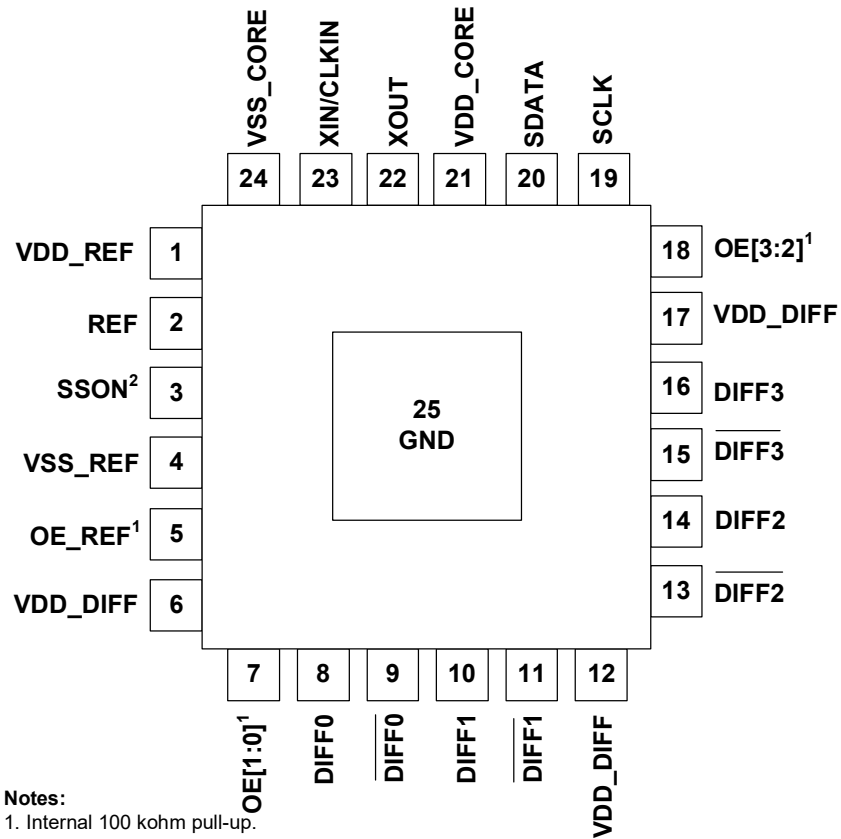 VSS_CORE
XIN/CLKIN
XOUT
VDD_CORE
SDATA
SCLK
24 23 22 21 20 19
VDD_REF 1
REF 2
SSON² 3
VSS_REF 4
OE_REF¹ 5
VDD_DIFF 6
25
GND
18 OE[3:2]¹
17 VDD_DIFF
16 DIFF3
15 DIFF3
14 DIFF2
13 DIFF2
7 8 9 10 11 12
OE[1:0]¹
DIFF0
DIFF0
DIFF1
DIFF1
VDD_DIFF
Notes:
1. Internal 100 kohm pull-up.